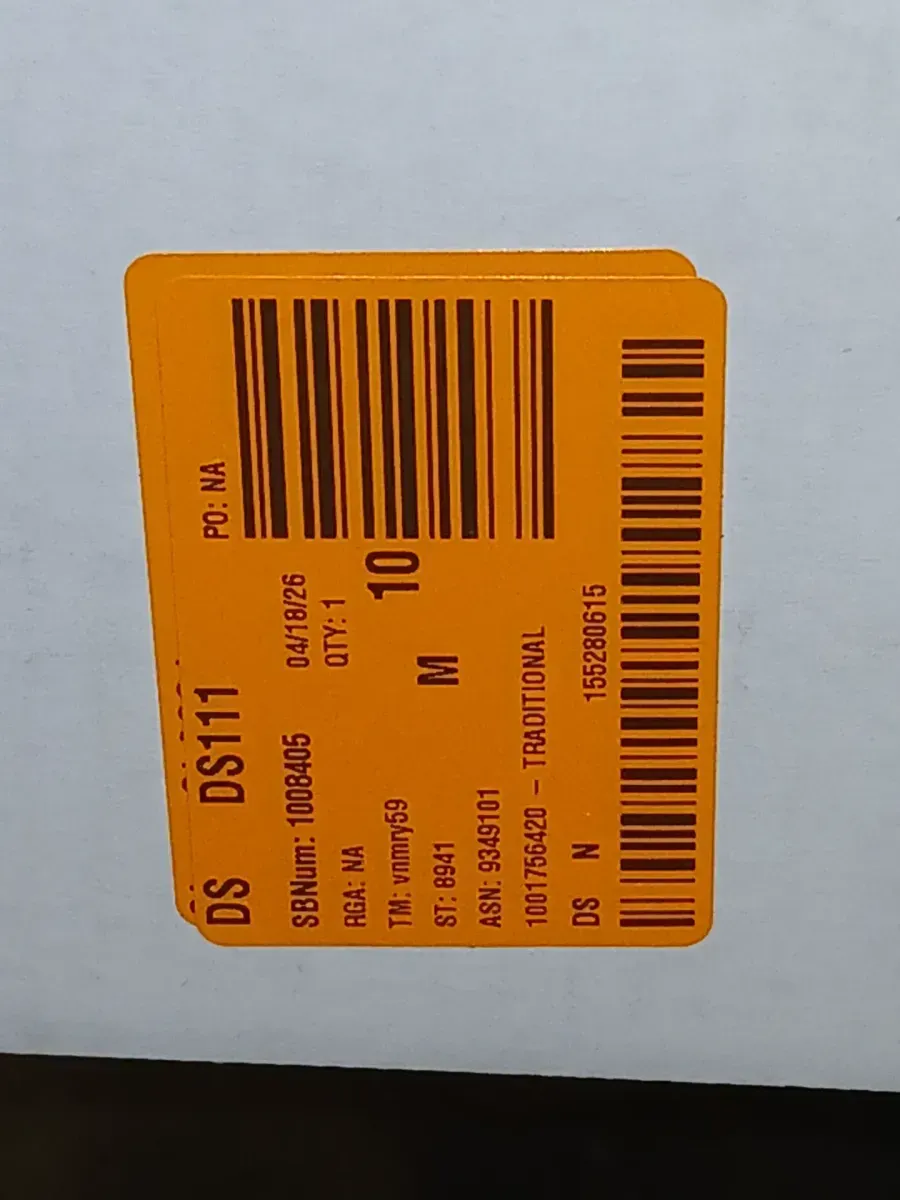 DS DS111 PO: NA
SBNum: 1008405 04/18/26
RGA: NA QTY: 1
TM: vnmry59 10
ST: 8941 M
ASN: 9349101
1001756420 – TRADITIONAL
DS N 155280615